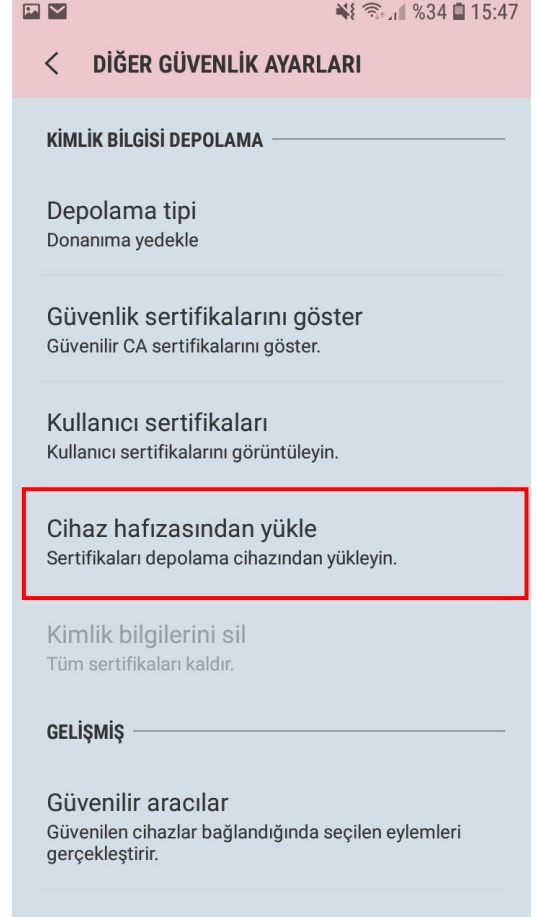 %34 15:47
DİĞER GÜVENLİK AYARLARI
KİMLİK BİLGİSİ DEPOLAMA
Depolama tipi
Donanıma yedekle
Güvenlik sertifikalarını göster
Güvenilir CA sertifikalarını göster.
Kullanıcı sertifikaları
Kullanıcı sertifikalarını görüntüleyin.
Cihaz hafızasından yükle
Sertifikaları depolama cihazından yükleyin.
Kimlik bilgilerini sil
Tüm sertifikaları kaldır.
GELİŞMİŞ
Güvenilir aracılar
Güvenilen cihazlar bağlandığında seçilen eylemleri
gerçekleştirir.